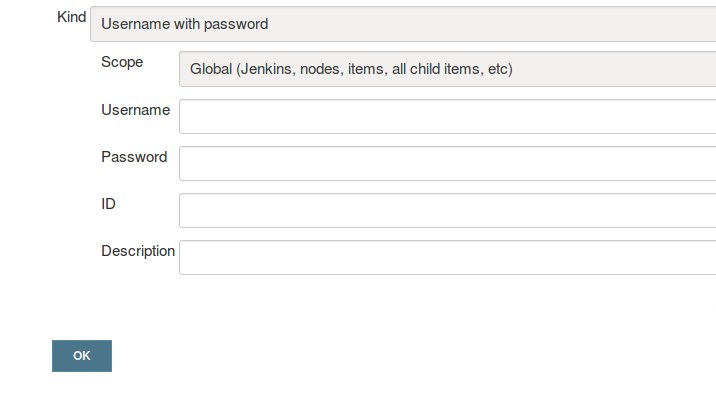 Kind Username with password
Scope Global (Jenkins, nodes, items, all child items, etc)
Username
Password
ID
Description
OK